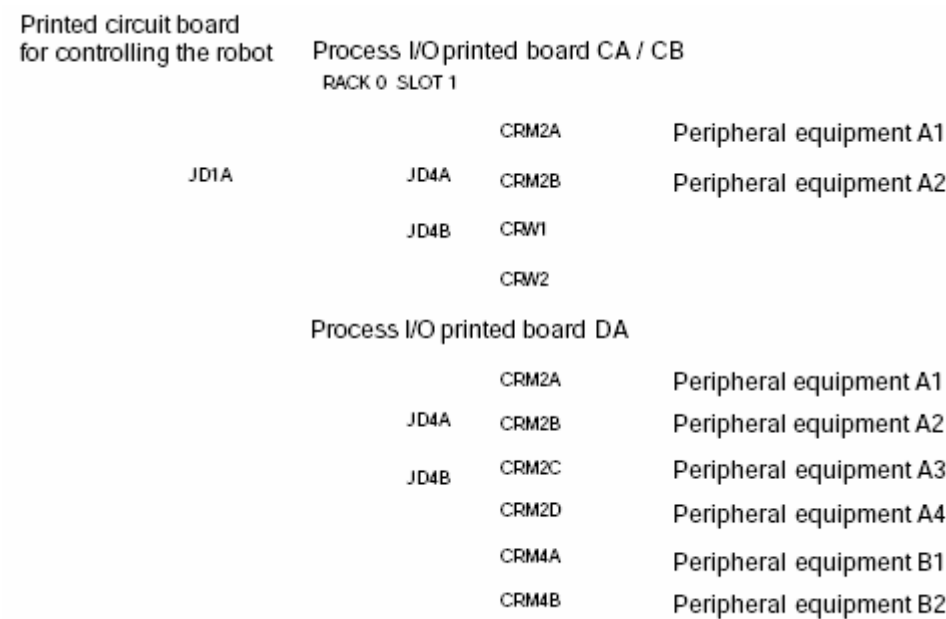 Printed circuit board
for controlling the robot
Process I/O printed board CA / CB
RACK 0 SLOT 1
CRM2A Peripheral equipment A1
JD1A JD4A CRM2B Peripheral equipment A2
JD4B CRW1
CRW2
Process I/O printed board DA
CRM2A Peripheral equipment A1
JD4A CRM2B Peripheral equipment A2
JD4B CRM2C Peripheral equipment A3
CRM2D Peripheral equipment A4
CRM4A Peripheral equipment B1
CRM4B Peripheral equipment B2